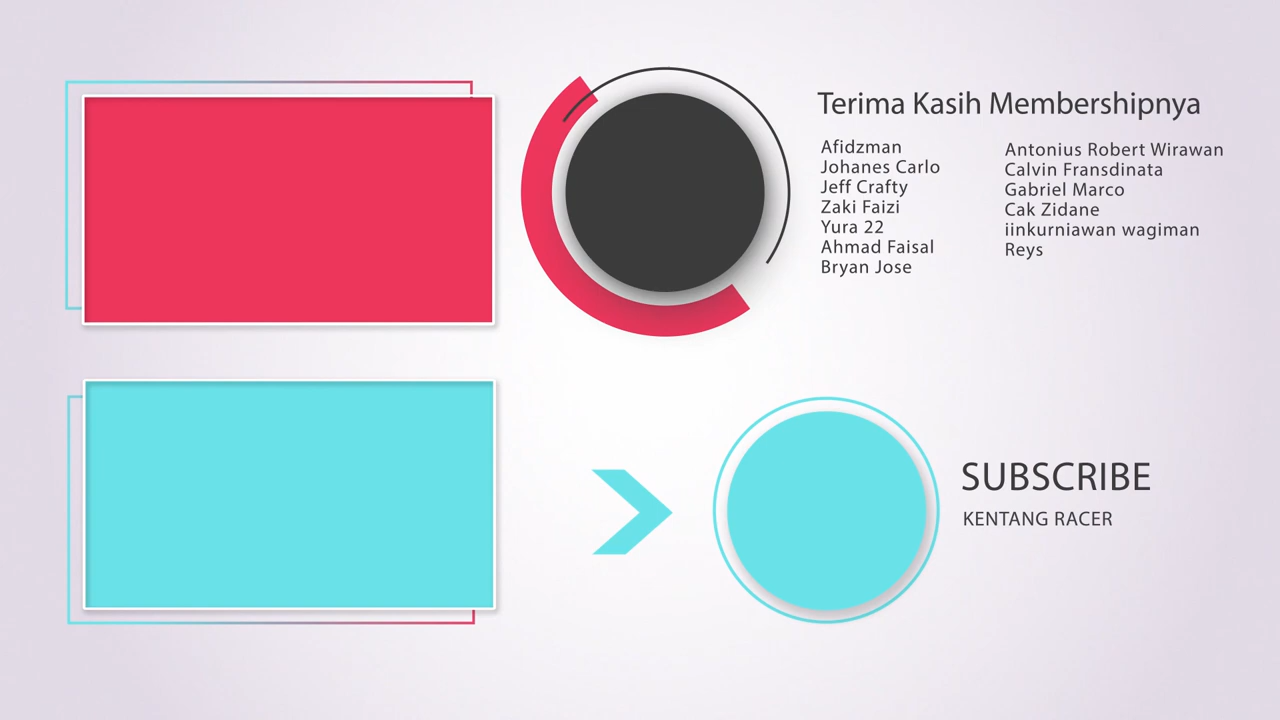 Terima Kasih Membershipnya
Afidzman
Johanes Carlo
Jeff Crafty
Zaki Faizi
Yura 22
Ahmad Faisal
Bryan Jose
Antonius Robert Wirawan
Calvin Fransdinata
Gabriel Marco
Cak Zidane
iinkurniawan wagiman
Reys
SUBSCRIBE
KENTANG RACER